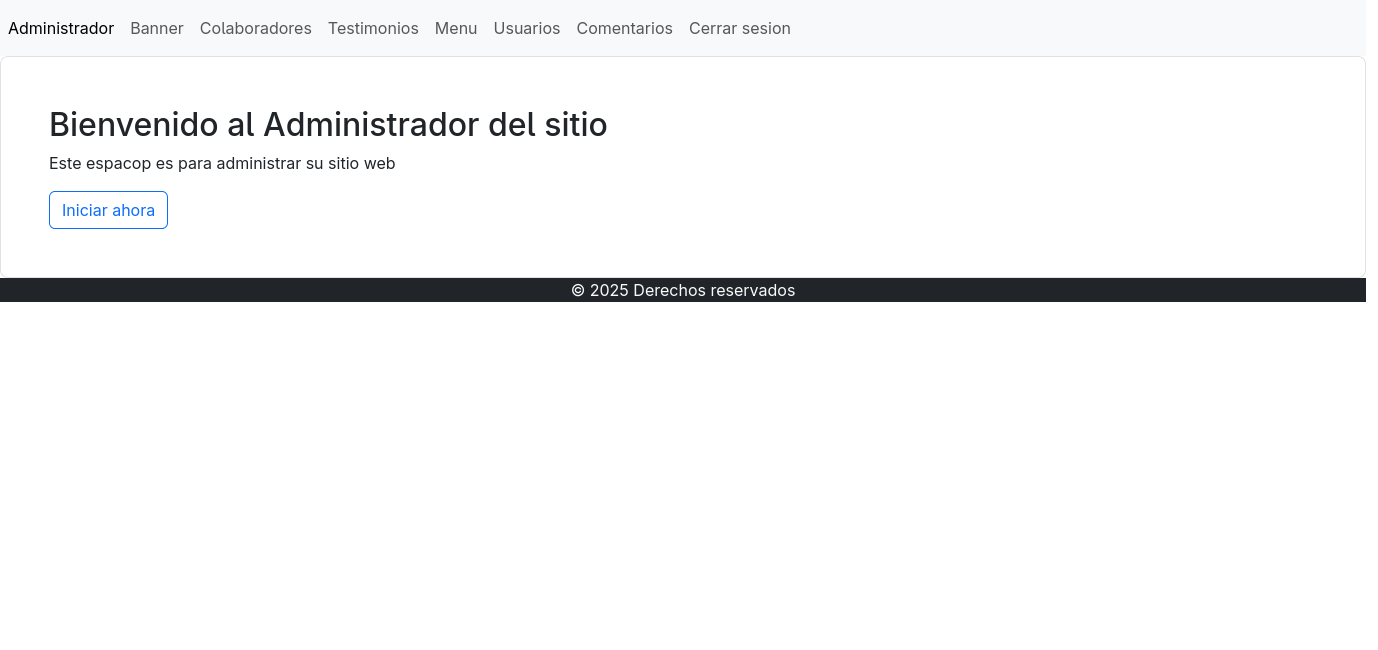 Administrador Banner Colaboradores Testimonios Menu Usuarios Comentarios Cerrar sesion
Bienvenido al Administrador del sitio
Este espacop es para administrar su sitio web
Iniciar ahora
© 2025 Derechos reservados